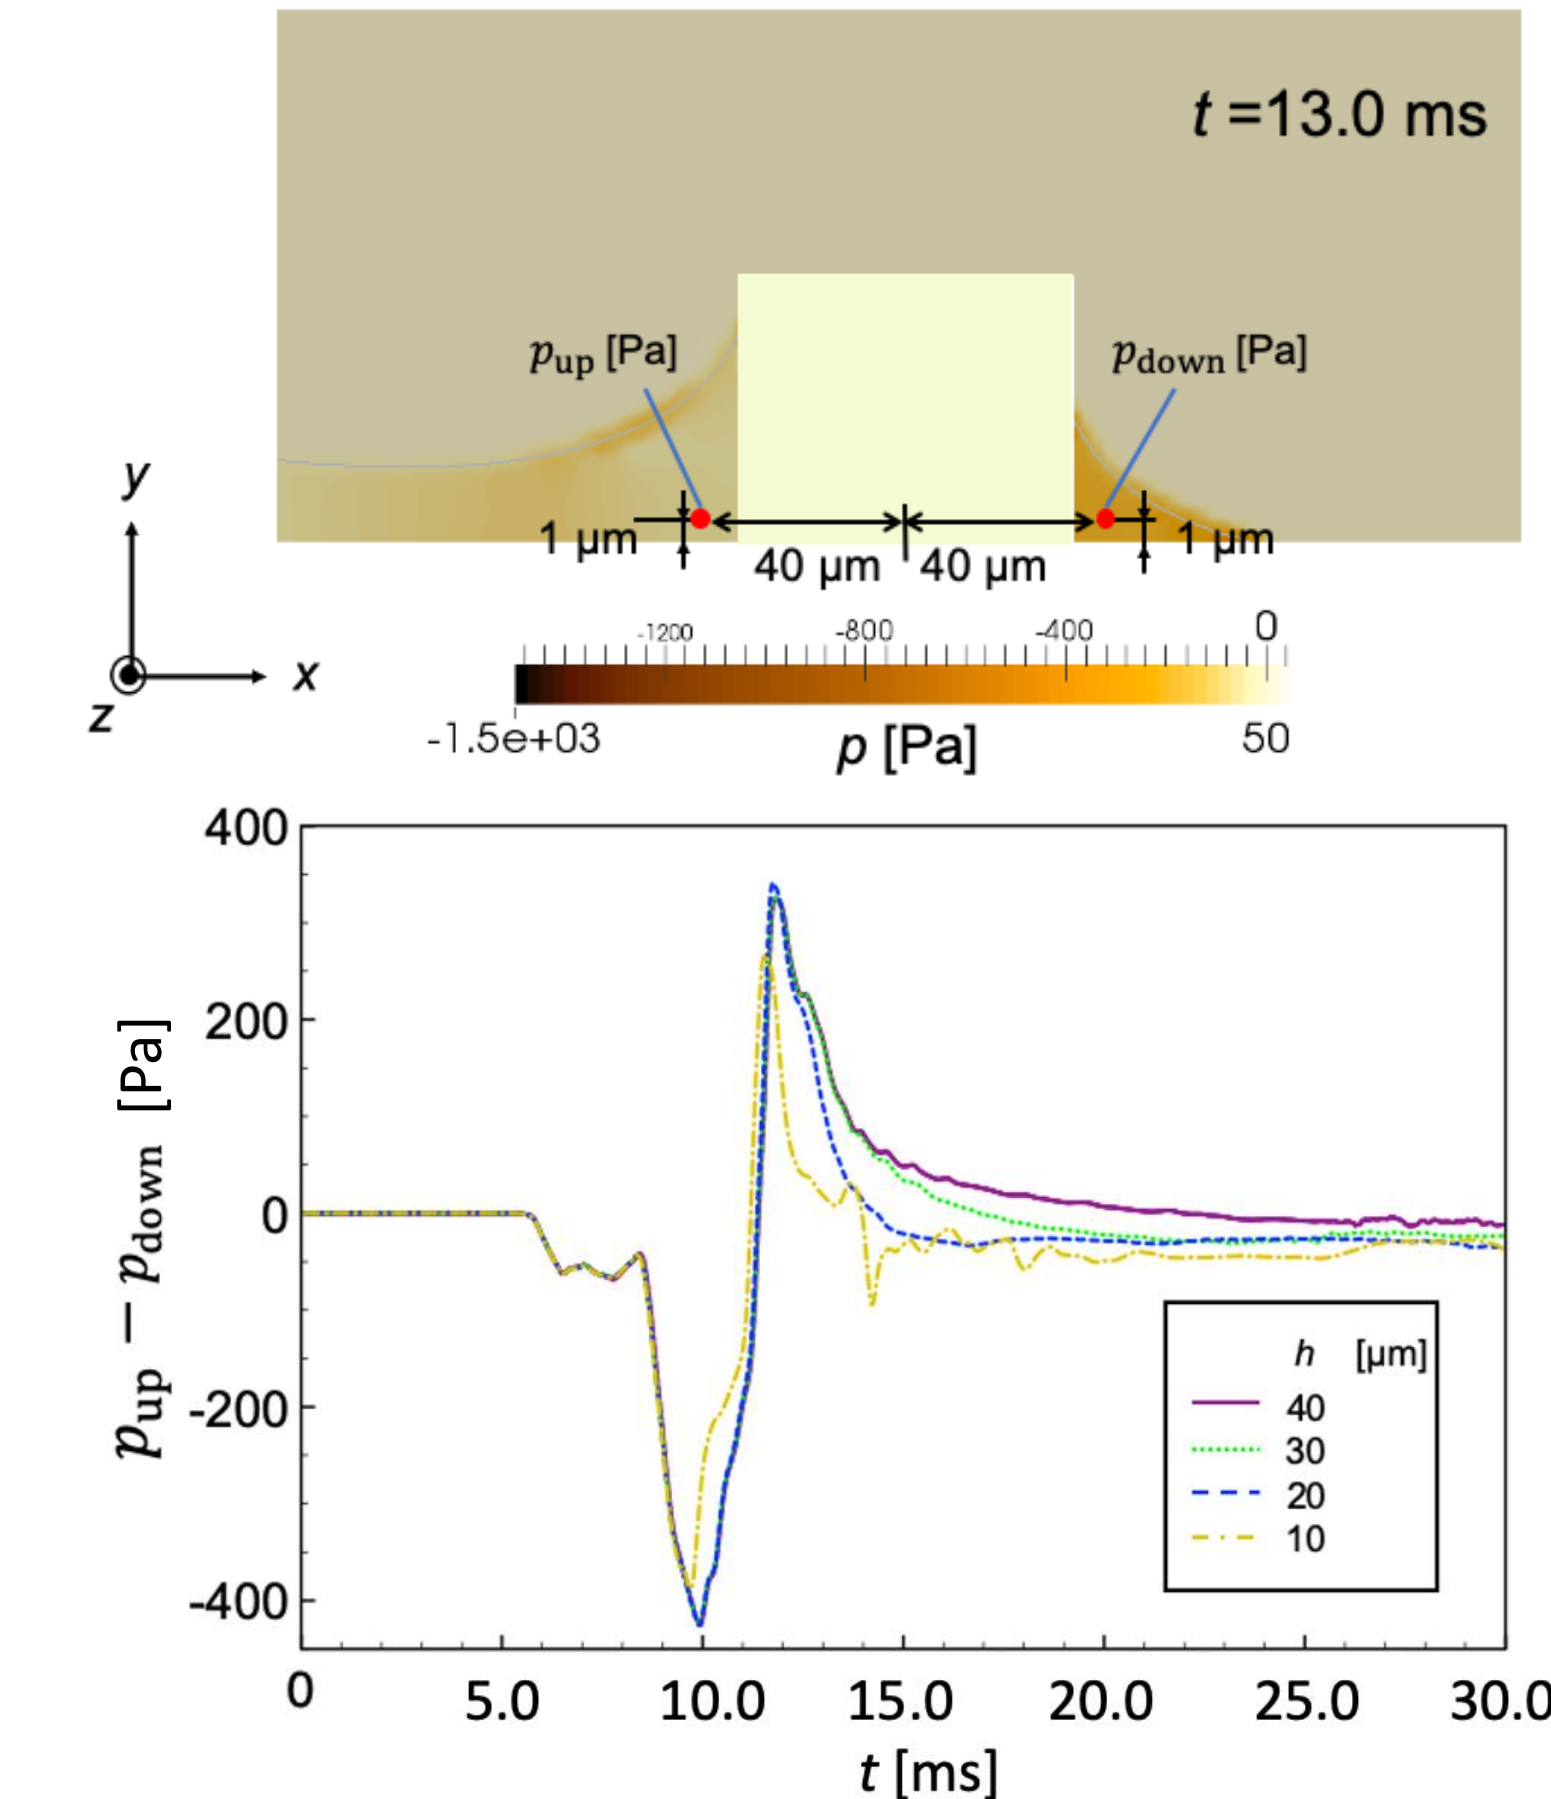 t =13.0 ms
p_up [Pa]
p_down [Pa]
1 μm
40 μm
40 μm
1 μm
y
x
z
-1200
-800
-400
0
-1.5e+03
p [Pa]
50
400
200
0
-200
-400
p_up − p_down [Pa]
h [μm]
40
30
20
10
0
5.0
10.0
15.0
20.0
25.0
30.0
t [ms]